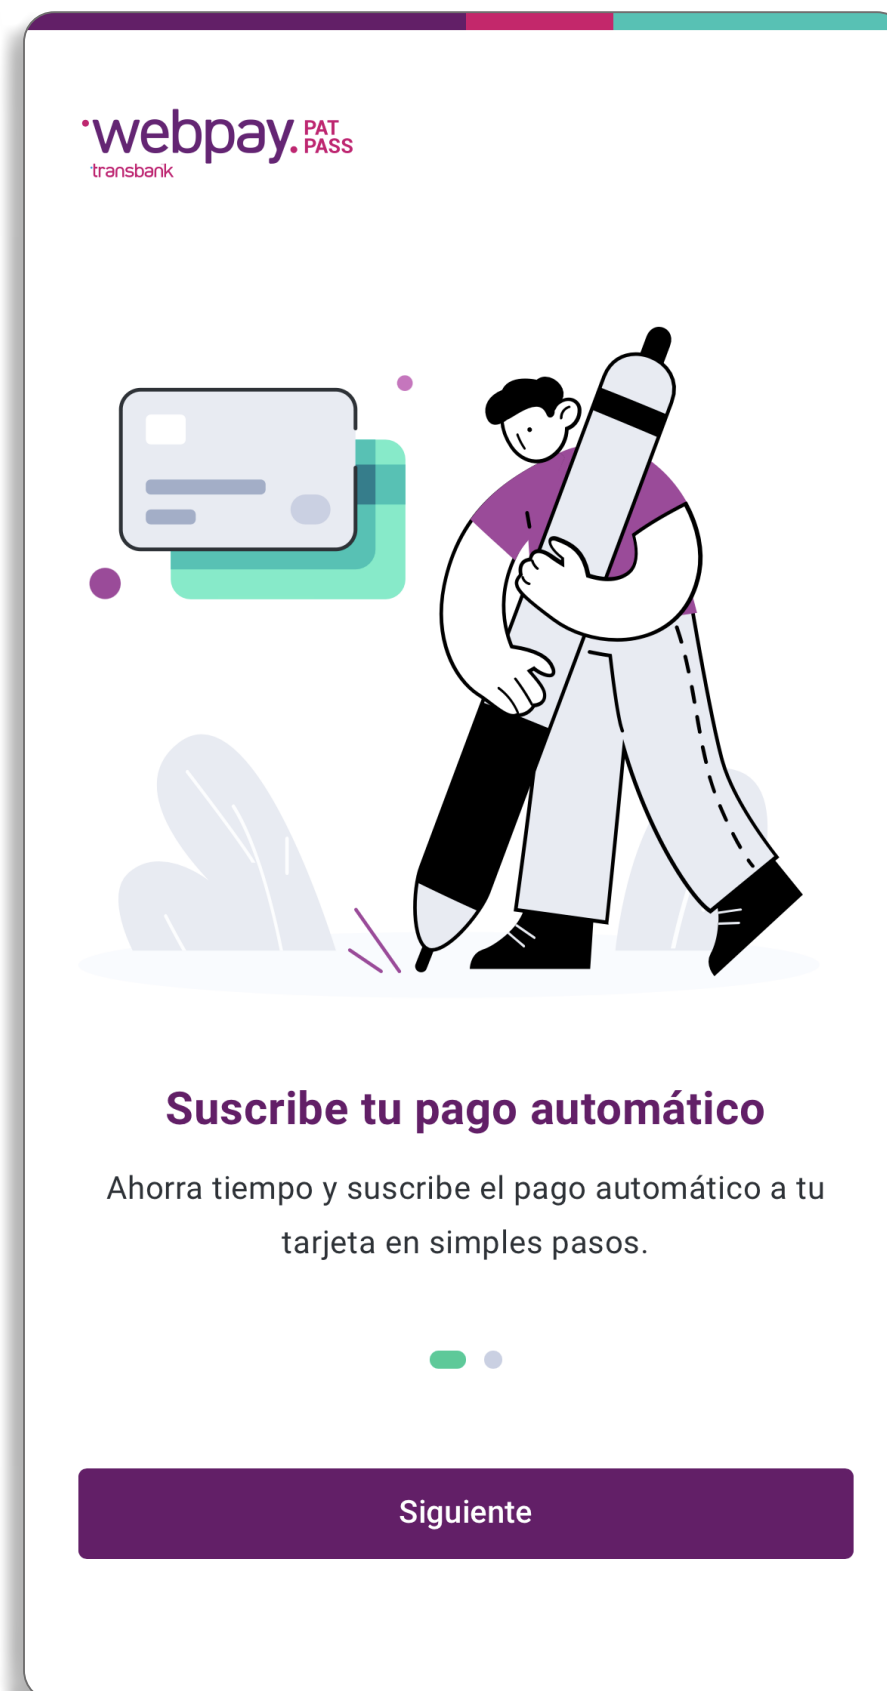 webpay.
PAT
PASS
transbank
Suscribe tu pago automático
Ahorra tiempo y suscribe el pago automático a tu
tarjeta en simples pasos.
Siguiente